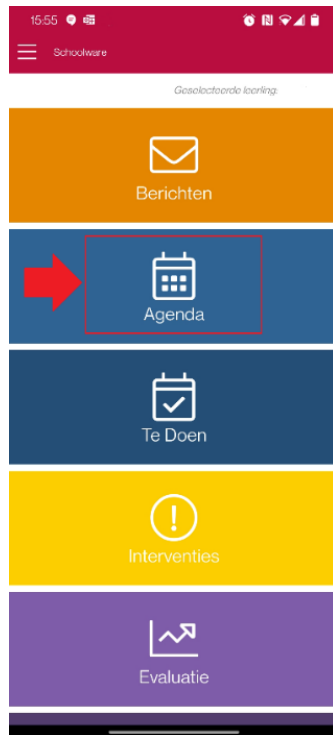 15:55
Schoolware
Geselecteerde leerling:
Berichten
Agenda
Te Doen
Interventies
Evaluatie